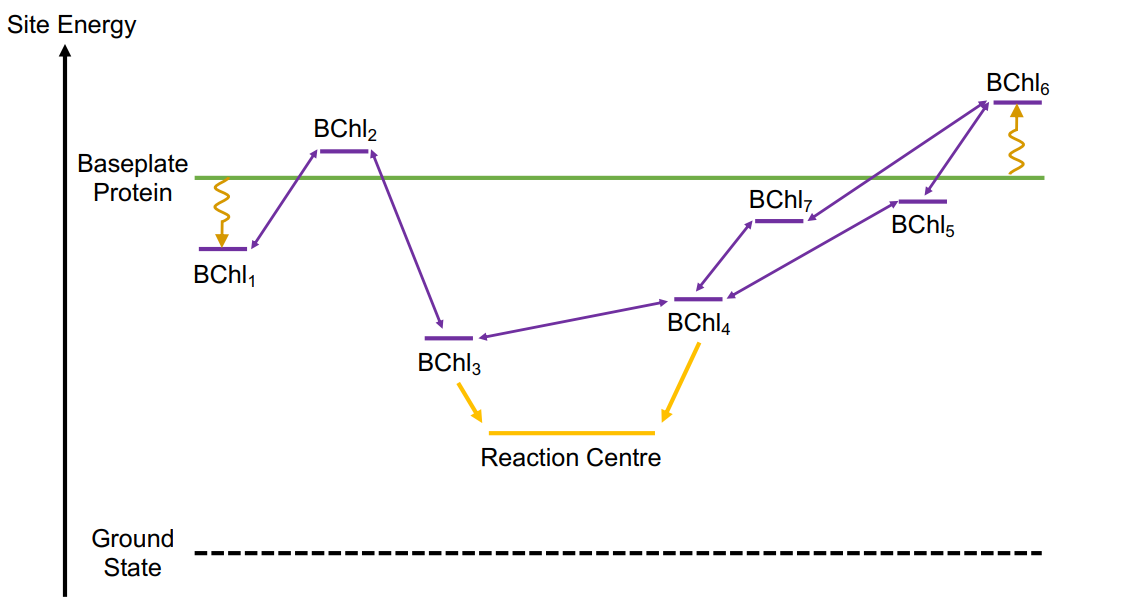 Site Energy
BChl₆
BChl₂
Baseplate
Protein
BChl₇
BChl₅
BChl₁
BChl₄
BChl₃
Reaction Centre
Ground
State